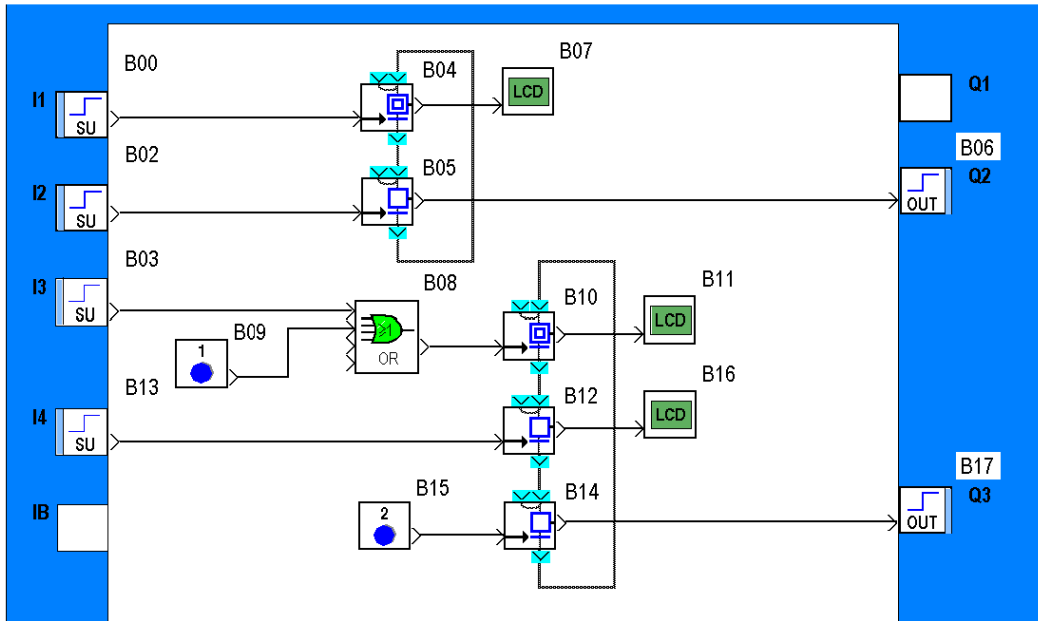 B00
B04
B07
I1
SU
LCD
Q1
B02
B05
B06
I2
SU
Q2
OUT
B03
B08
B10
B11
I3
SU
B09
1
≥1
OR
LCD
B13
B12
B16
I4
SU
LCD
B15
B14
B17
IB
2
Q3
OUT